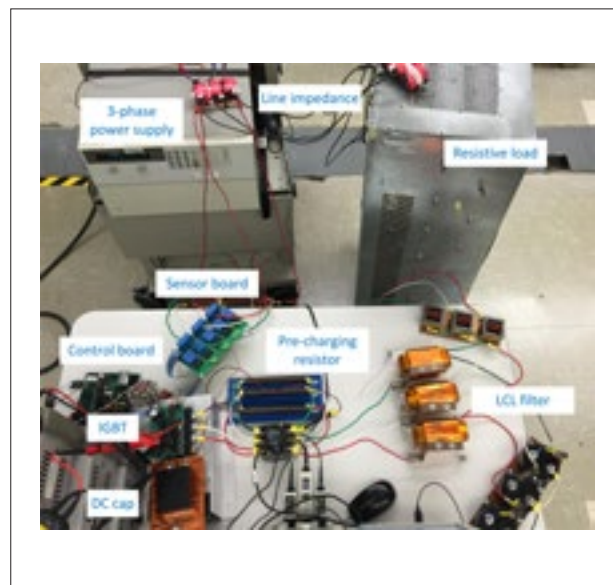 3-phase
power supply
Line impedance
Resistive load
Sensor board
Control board
Pre-charging
resistor
IGBT
LCL filter
DC cap